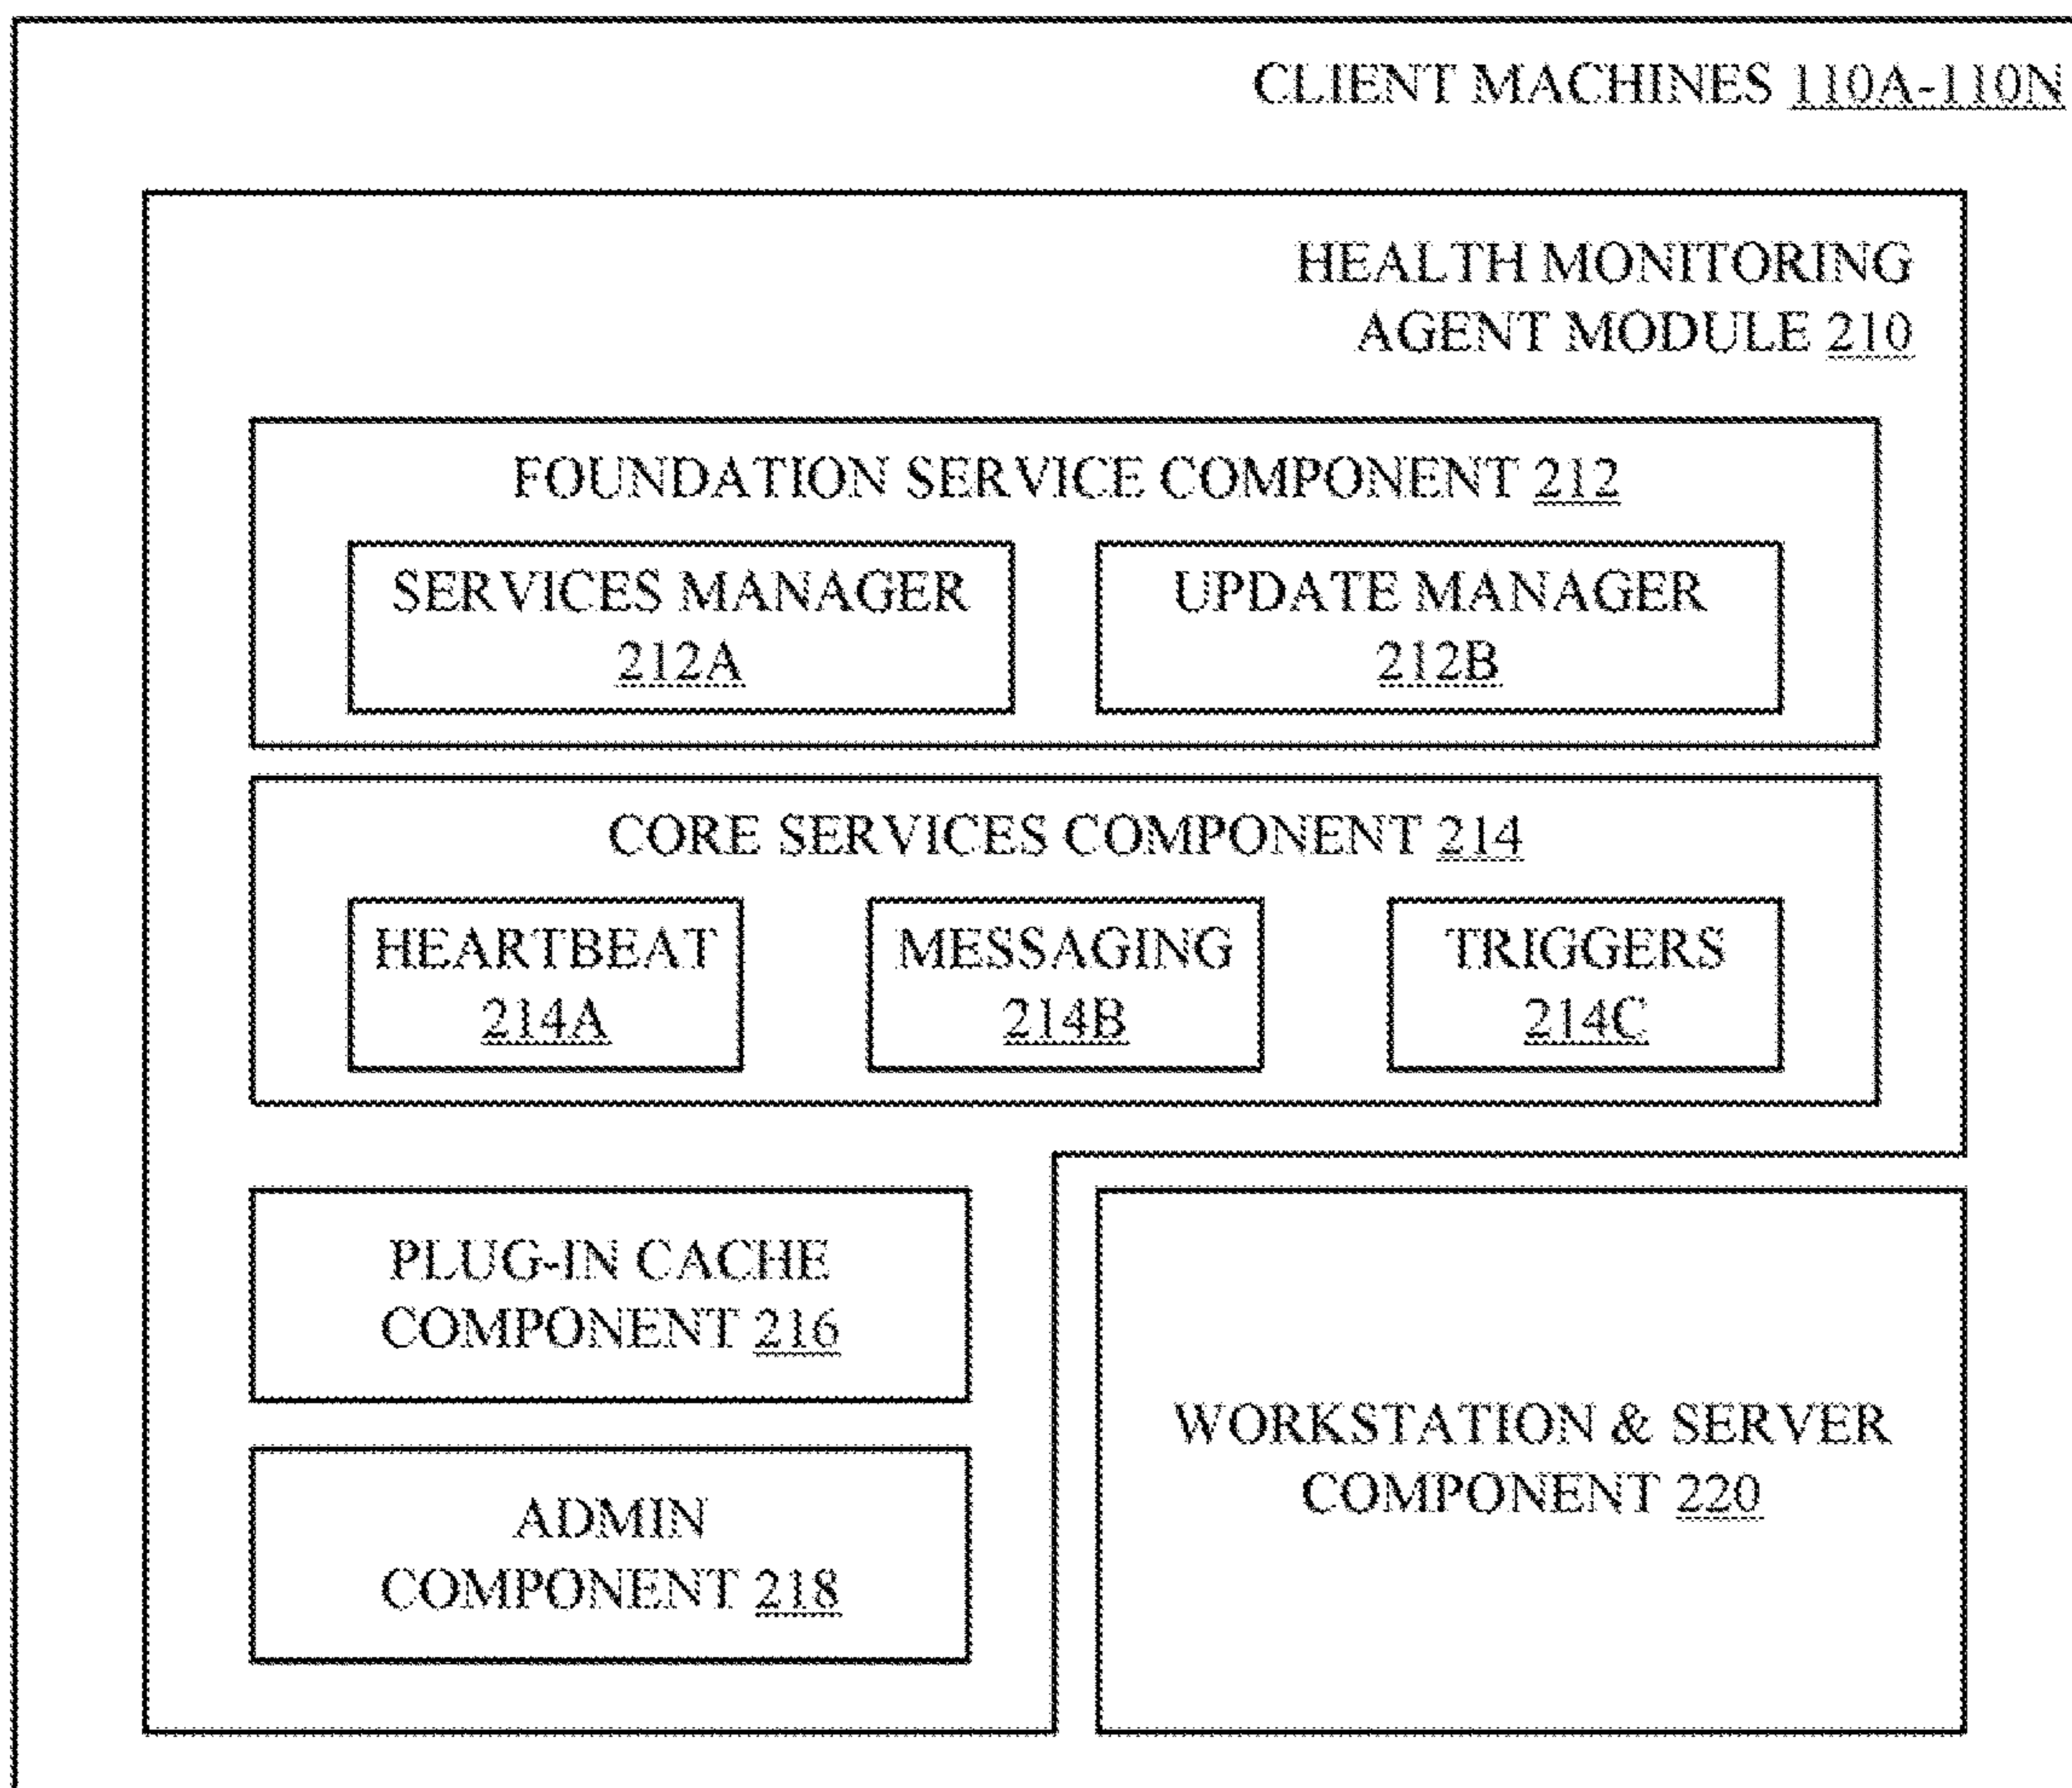 CLIENT MACHINES 110A-110N
HEALTH MONITORING
AGENT MODULE 210
FOUNDATION SERVICE COMPONENT 212
SERVICES MANAGER
212A
UPDATE MANAGER
212B
CORE SERVICES COMPONENT 214
HEARTBEAT
214A
MESSAGING
214B
TRIGGERS
214C
PLUG-IN CACHE
COMPONENT 216
ADMIN
COMPONENT 218
WORKSTATION & SERVER
COMPONENT 220